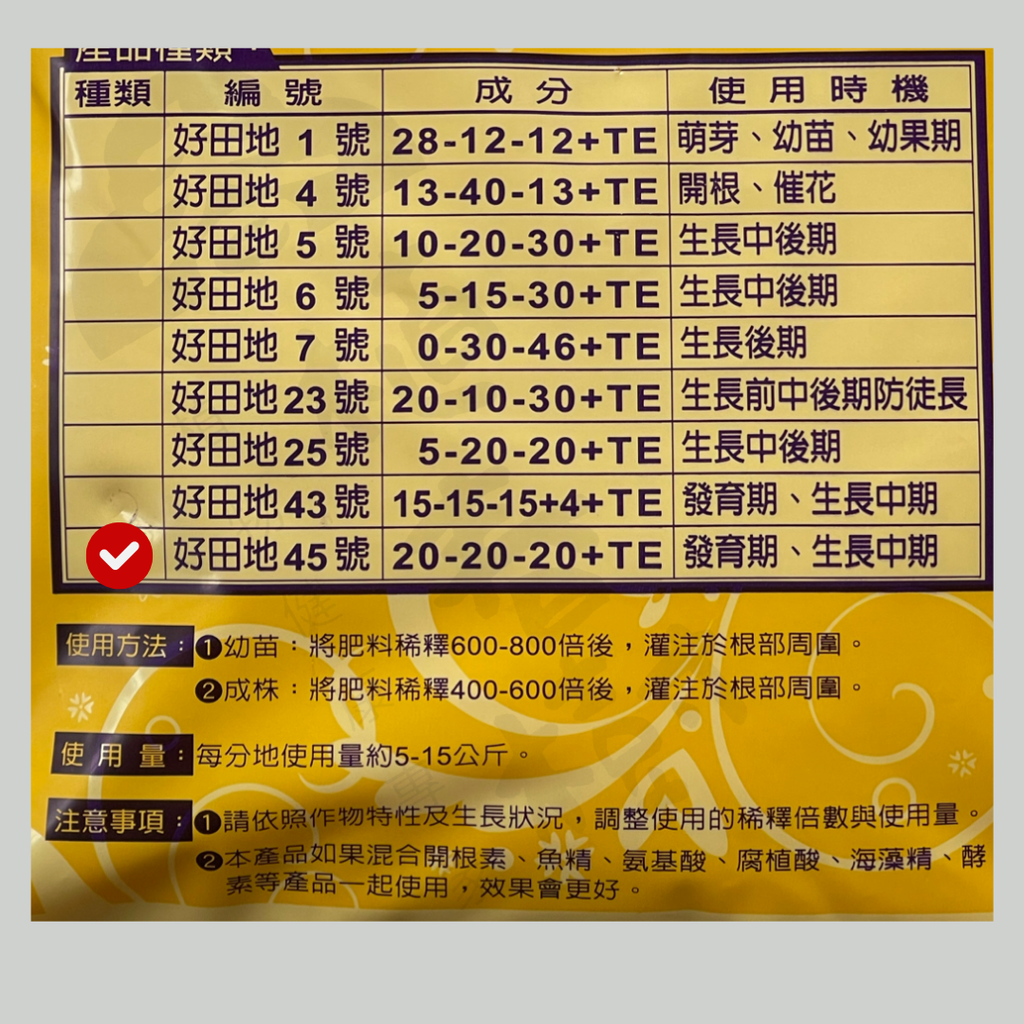 產品種類：
種類 編號 成分 使用時機
好田地 1 號 28-12-12+TE 萌芽、幼苗、幼果期
好田地 4 號 13-40-13+TE 開根、催花
好田地 5 號 10-20-30+TE 生長中後期
好田地 6 號 5-15-30+TE 生長中後期
好田地 7 號 0-30-46+TE 生長後期
好田地 23 號 20-10-30+TE 生長前中後期防徒長
好田地 25 號 5-20-20+TE 生長中後期
好田地 43 號 15-15-15+4+TE 發育期、生長中期
好田地 45 號 20-20-20+TE 發育期、生長中期
使用方法：❶幼苗：將肥料稀釋600-800倍後，灌注於根部周圍。
❷成株：將肥料稀釋400-600倍後，灌注於根部周圍。
使用量：每分地使用量約5-15公斤。
注意事項：❶請依照作物特性及生長狀況，調整使用的稀釋倍數與使用量。
❷本產品如果混合開根素、魚精、氨基酸、腐植酸、海藻精、酵
素等產品一起使用，效果會更好。